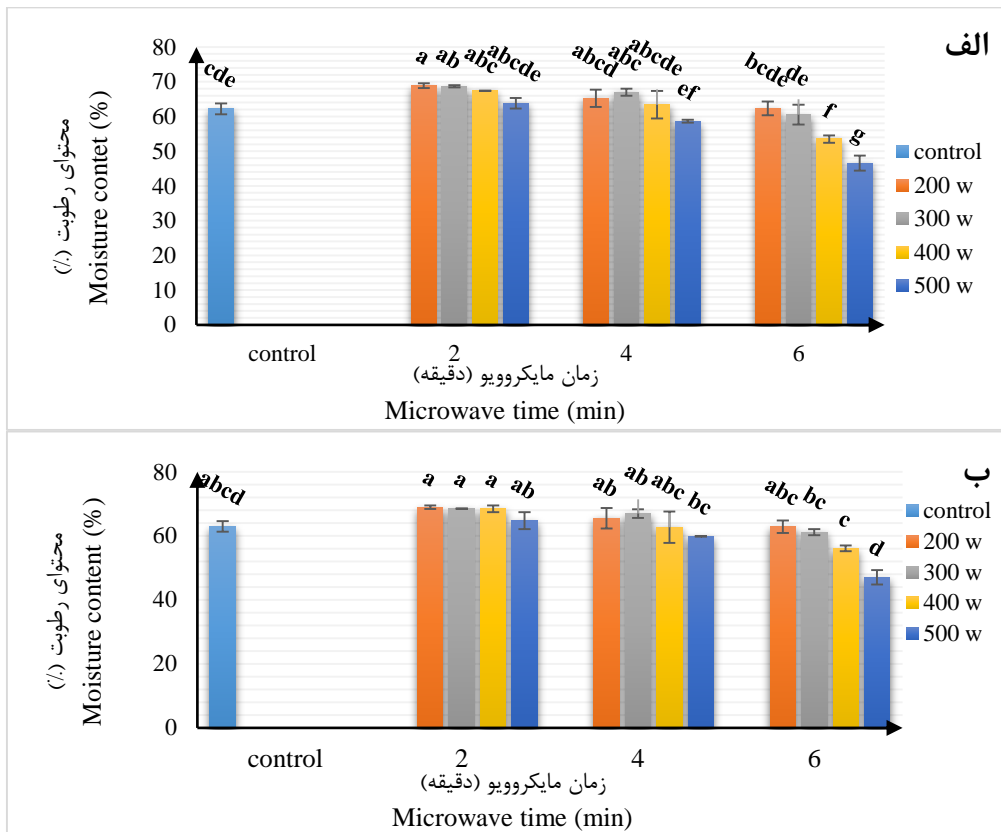 الف
80
70
60
50
40
30
20
10
0
محتوای رطوبت (٪)
Moisture contet (%)
cde
a
ab
abc
abcde
abcd
abc
abcde
ef
bcde
de
f
g
control
200 w
300 w
400 w
500 w
control
2
4
6
زمان مایکروویو (دقیقه)
Microwave time (min)
ب
80
60
40
20
0
محتوای رطوبت (٪)
Moisture content (%)
abcd
a
a
a
ab
ab
ab
abc
bc
abc
bc
c
d
control
200 w
300 w
400 w
500 w
control
2
4
6
زمان مایکروویو (دقیقه)
Microwave time (min)